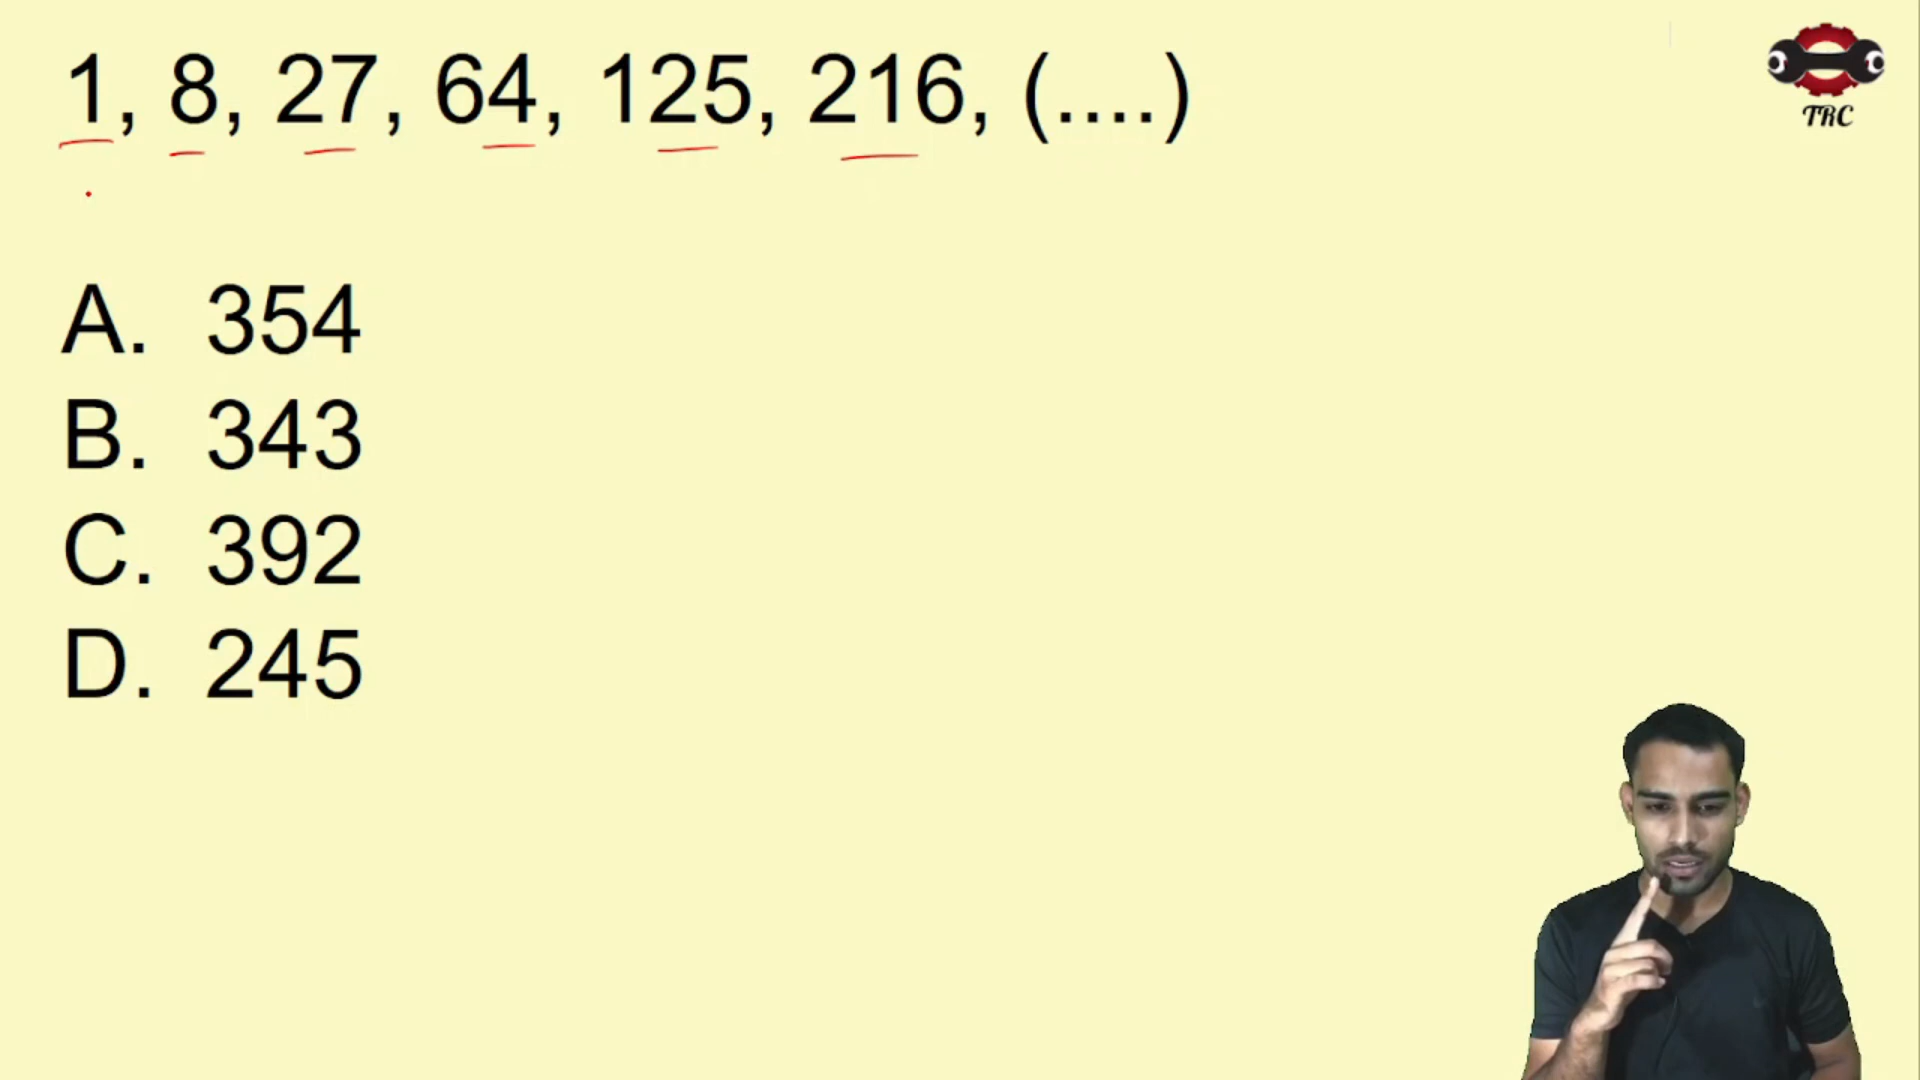 1, 8, 27, 64, 125, 216, (....)
TRC
A. 354
B. 343
C. 392
D. 245